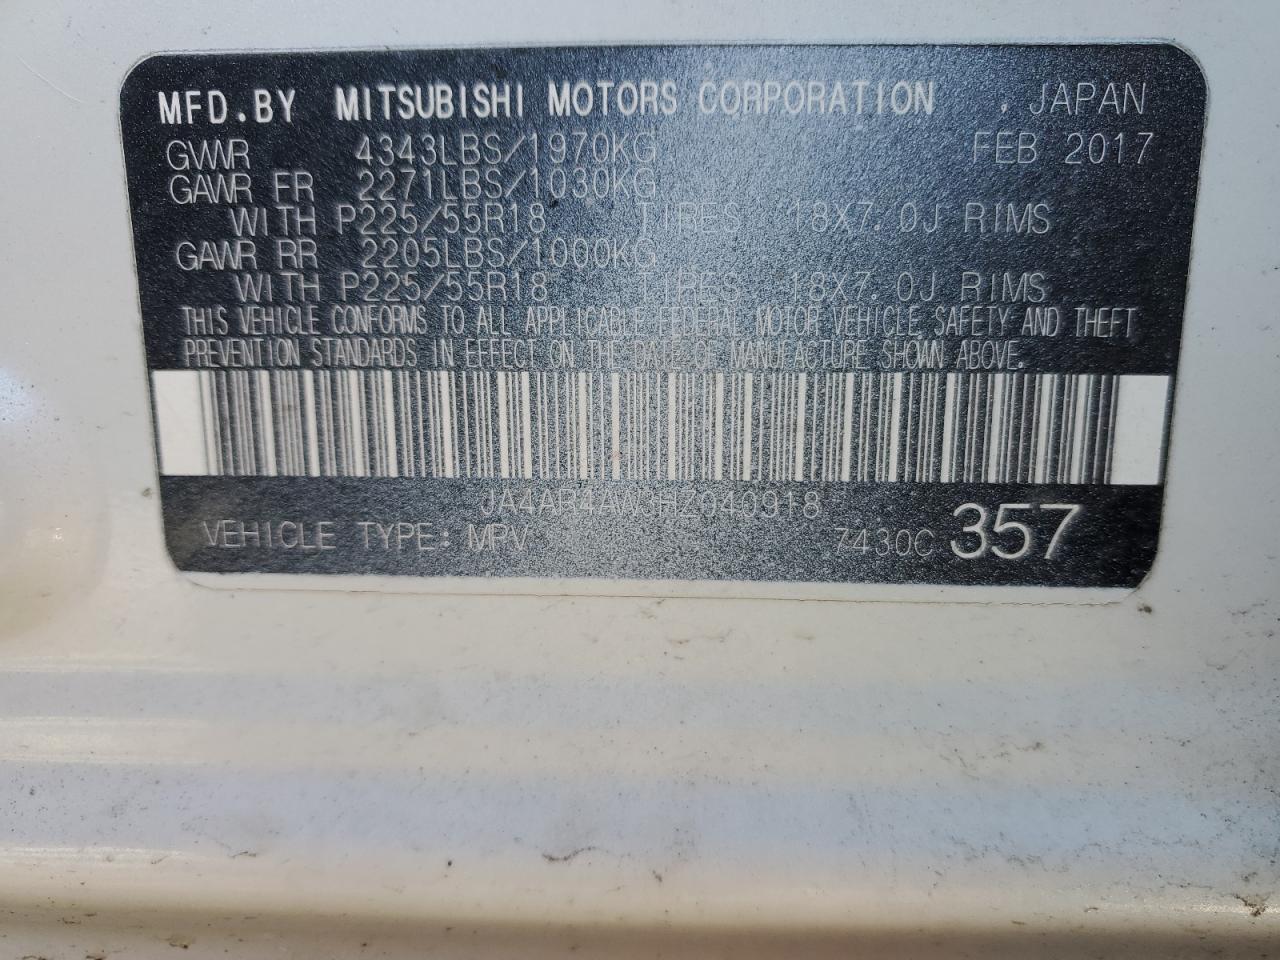 MFD.BY MITSUBISHI MOTORS CORPORATION , JAPAN
GVWR 4343LBS/1970KG FEB 2017
GAWR FR 2271LBS/1030KG
WITH P225/55R18 TIRES 18X7.0J RIMS
GAWR RR 2205LBS/1000KG
WITH P225/55R18 TIRES 18X7.0J RIMS
THIS VEHICLE CONFORMS TO ALL APPLICABLE FEDERAL MOTOR VEHICLE SAFETY AND THEFT
PREVENTION STANDARDS IN EFFECT ON THE DATE OF MANUFACTURE SHOWN ABOVE.
JA4AR4AW3HZ040918
VEHICLE TYPE: MPV 7430C 357